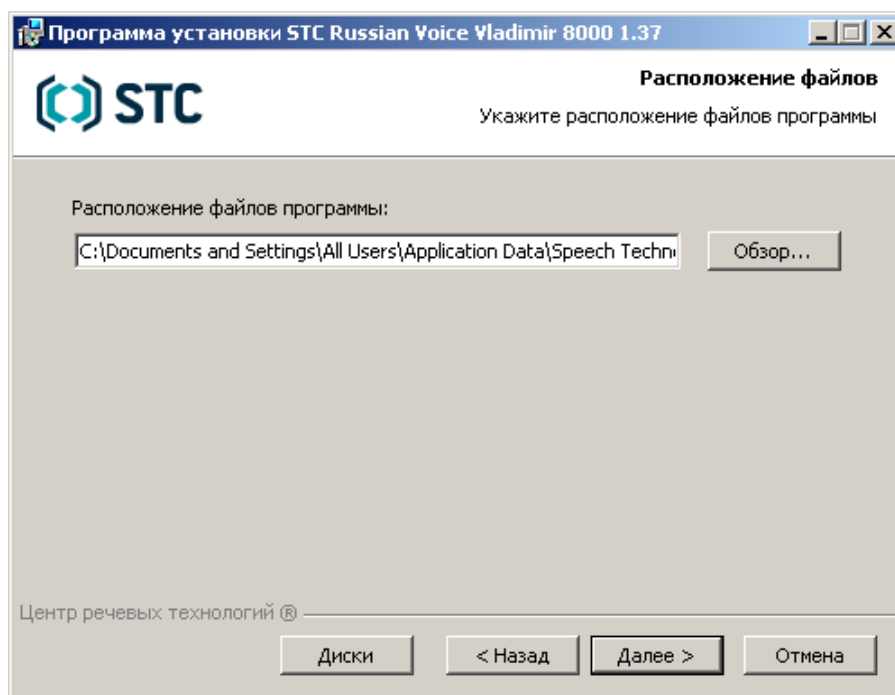 Программа установки STC Russian Voice Vladimir 8000 1.37
STC
Расположение файлов
Укажите расположение файлов программы
Расположение файлов программы:
C:\Documents and Settings\All Users\Application Data\Speech Techn
Обзор...
Центр речевых технологий ®
Диски
< Назад
Далее >
Отмена